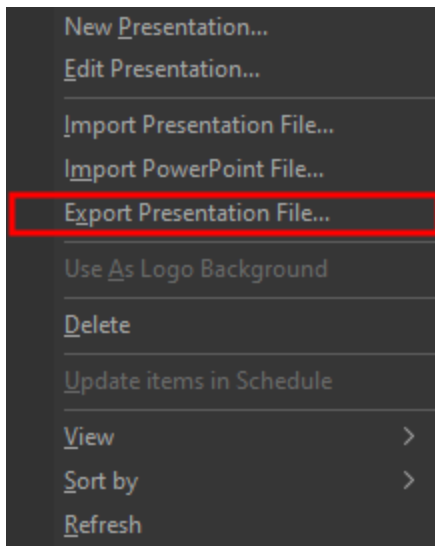 New Presentation...
Edit Presentation...
Import Presentation File...
Import PowerPoint File...
Export Presentation File...
Use As Logo Background
Delete
Update items in Schedule
View
Sort by
Refresh